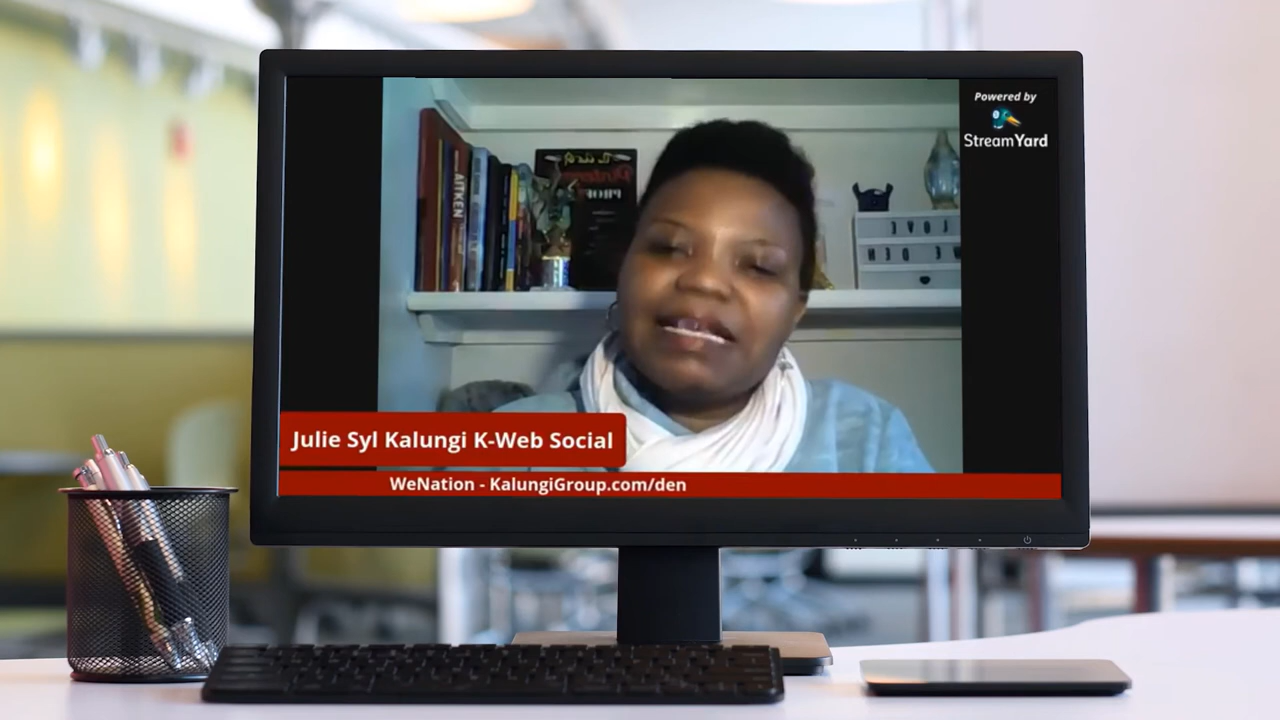 Powered by
StreamYard
AITKEN
Julie Syl Kalungi K-Web Social
WeNation - KalungiGroup.com/den